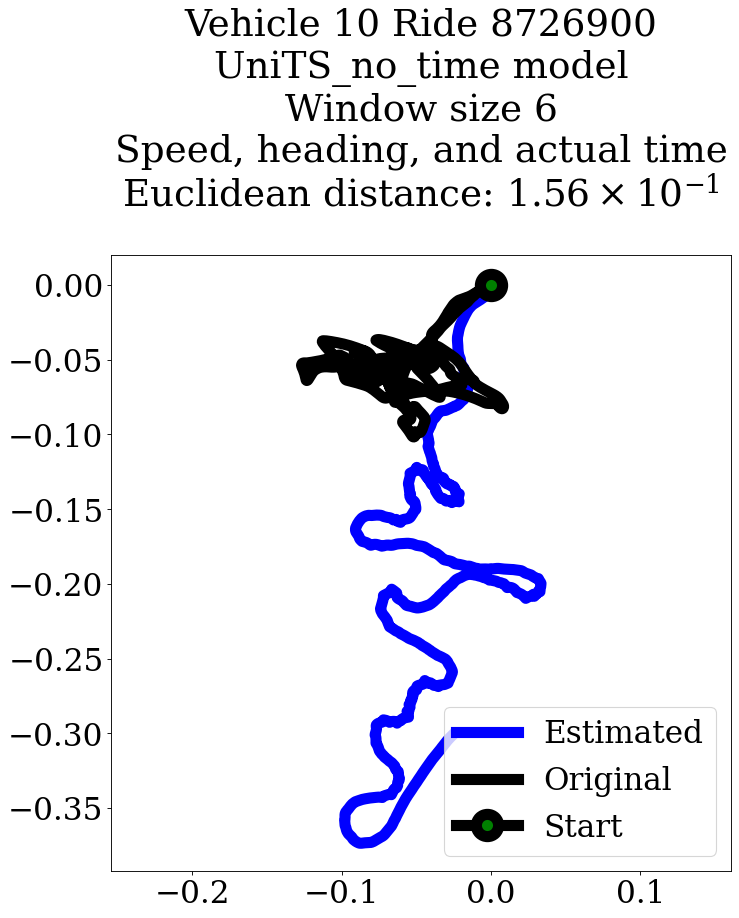 Vehicle 10 Ride 8726900
UniTS_no_time model
Window size 6
Speed, heading, and actual time
Euclidean distance: 1.56 × 10⁻¹
0.00
−0.05
−0.10
−0.15
−0.20
−0.25
−0.30
−0.35
Estimated
Original
Start
−0.2
−0.1
0.0
0.1